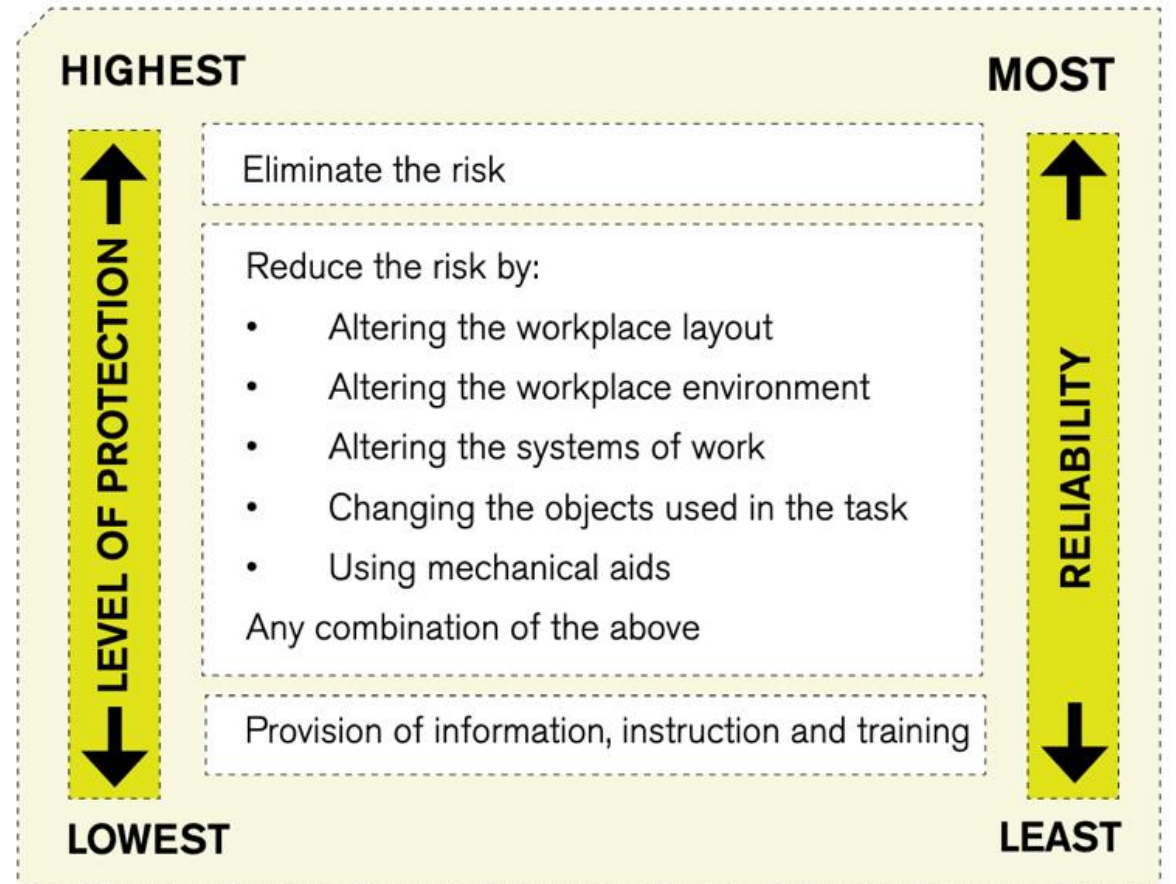 HIGHEST
MOST
LEVEL OF PROTECTION
Eliminate the risk
Reduce the risk by:
• Altering the workplace layout
• Altering the workplace environment
• Altering the systems of work
• Changing the objects used in the task
• Using mechanical aids
Any combination of the above
Provision of information, instruction and training
RELIABILITY
LOWEST
LEAST